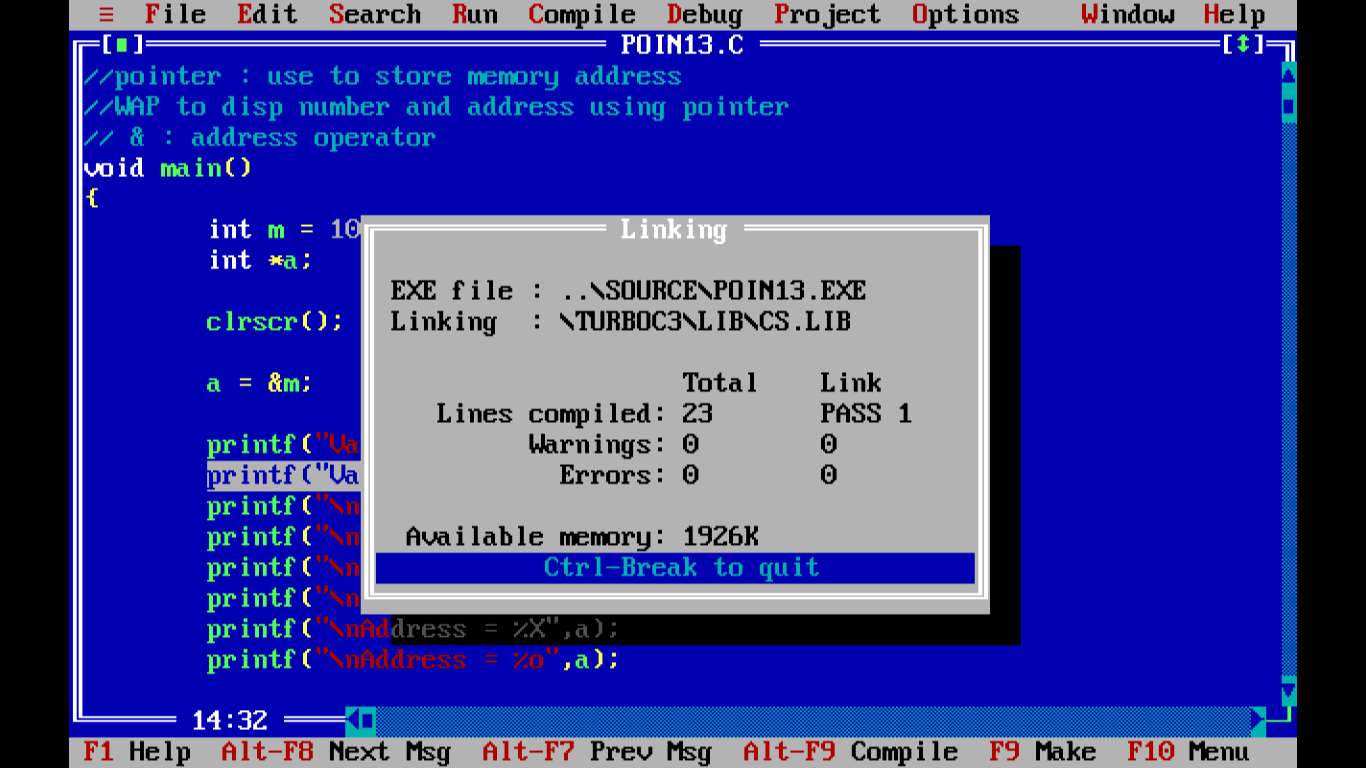 ≡ File Edit Search Run Compile Debug Project Options Window Help
[■] POIN13.C [↕]
//pointer : use to store memory address
//WAP to disp number and address using pointer
// & : address operator
void main()
{
int m = 10
int *a;
clrscr();
a = &m;
printf("Va
printf("Va
printf("\n
printf("\n
printf("\n
printf("\n
printf("\nAddress = %X",a);
printf("\nAddress = %o",a);
Linking
EXE file : ..\SOURCE\POIN13.EXE
Linking : \TURBOC3\LIB\CS.LIB
Total Link
Lines compiled: 23 PASS 1
Warnings: 0 0
Errors: 0 0
Available memory: 1926K
Ctrl-Break to quit
14:32
F1 Help Alt-F8 Next Msg Alt-F7 Prev Msg Alt-F9 Compile F9 Make F10 Menu